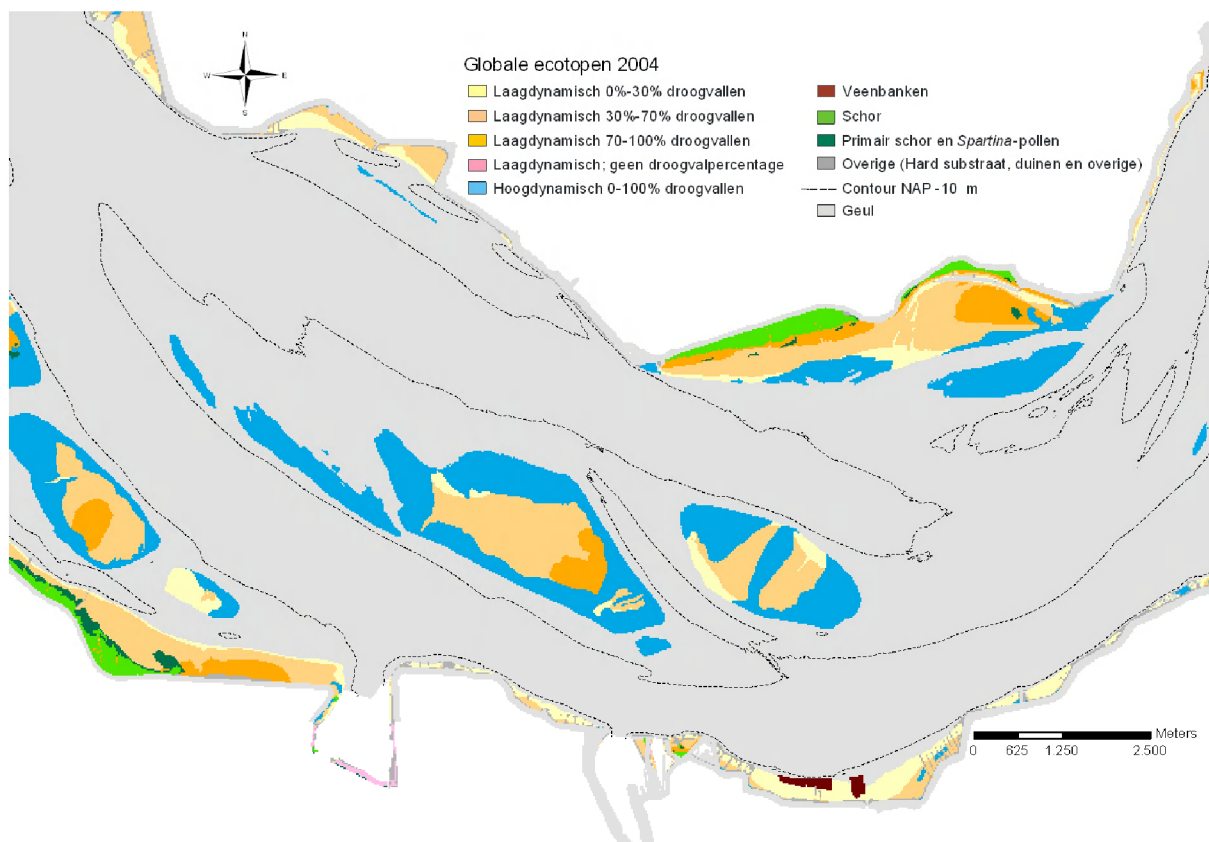 N
W E
S
Globale ecotopen 2004
Laagdynamisch 0%-30% droogvallen
Laagdynamisch 30%-70% droogvallen
Laagdynamisch 70-100% droogvallen
Laagdynamisch; geen droogvalpercentage
Hoogdynamisch 0-100% droogvallen
Veenbanken
Schor
Primair schor en Spartina-pollen
Overige (Hard substraat, duinen en overige)
Contour NAP -10 m
Geul
Meters
0 625 1.250 2.500